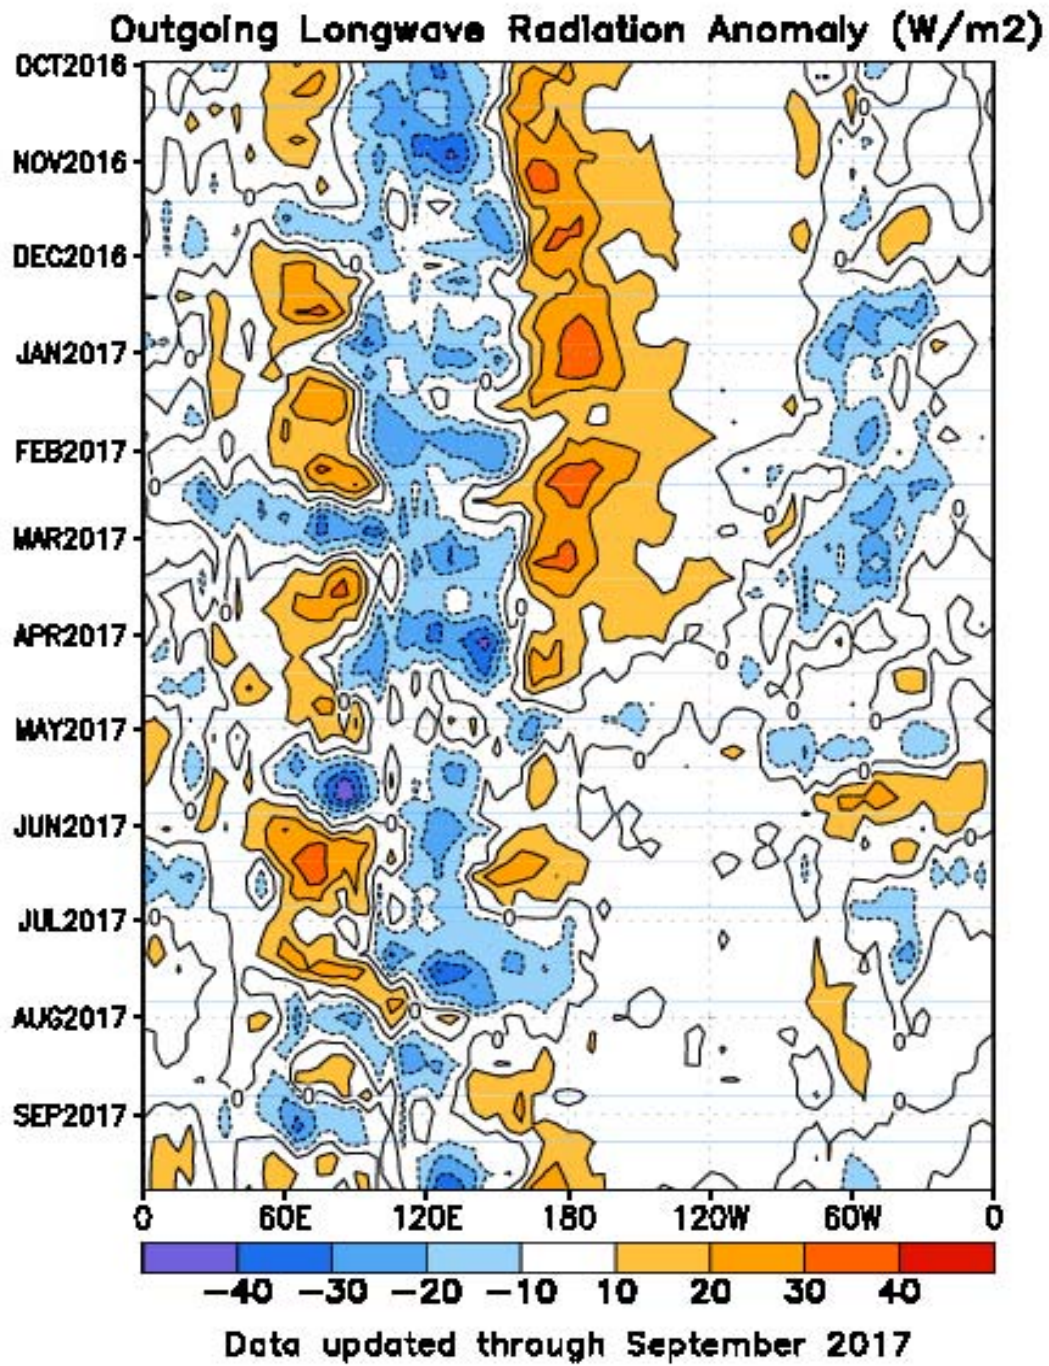 Outgoing Longwave Radiation Anomaly (W/m2)
OCT2016
NOV2016
DEC2016
JAN2017
FEB2017
MAR2017
APR2017
MAY2017
JUN2017
JUL2017
AUG2017
SEP2017
0 60E 120E 180 120W 60W 0
-40 -30 -20 -10 10 20 30 40
Data updated through September 2017